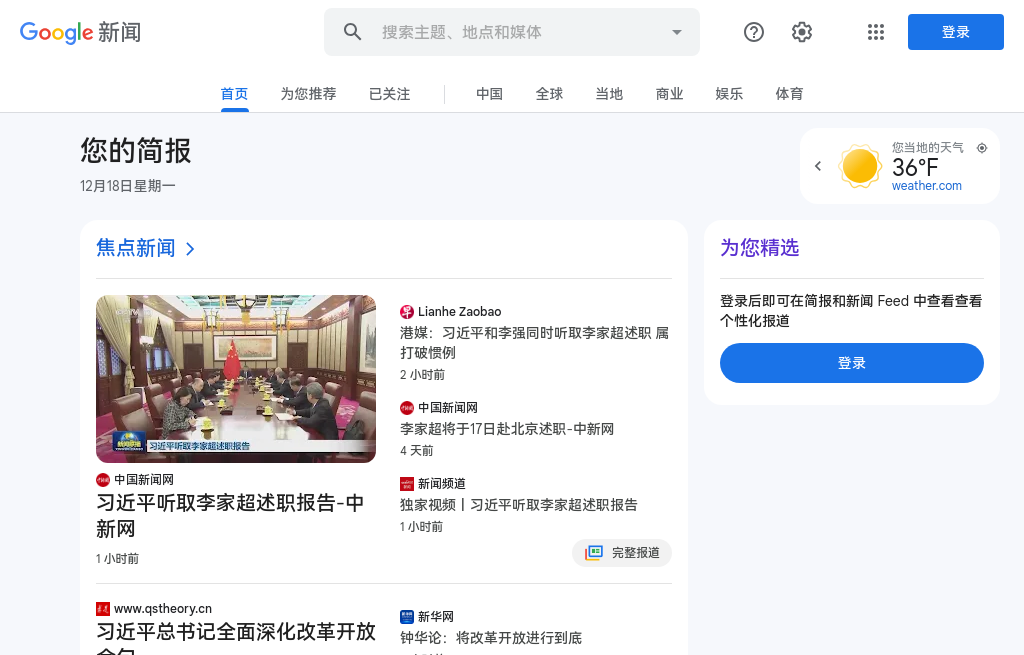 Google 新闻
搜索主题、地点和媒体
登录
首页
为您推荐
已关注
中国
全球
当地
商业
娱乐
体育
您的简报
12月18日星期一
您当地的天气
36°F
weather.com
焦点新闻
习近平听取李家超述职报告
中国新闻网
习近平听取李家超述职报告-中
新网
1 小时前
Lianhe Zaobao
港媒：习近平和李强同时听取李家超述职 属
打破惯例
2 小时前
中国新闻网
李家超将于17日赴北京述职-中新网
4 天前
新闻频道
独家视频丨习近平听取李家超述职报告
1 小时前
完整报道
www.qstheory.cn
习近平总书记全面深化改革开放
新华网
钟华论：将改革开放进行到底
为您精选
登录后即可在简报和新闻 Feed 中查看查看
个性化报道
登录